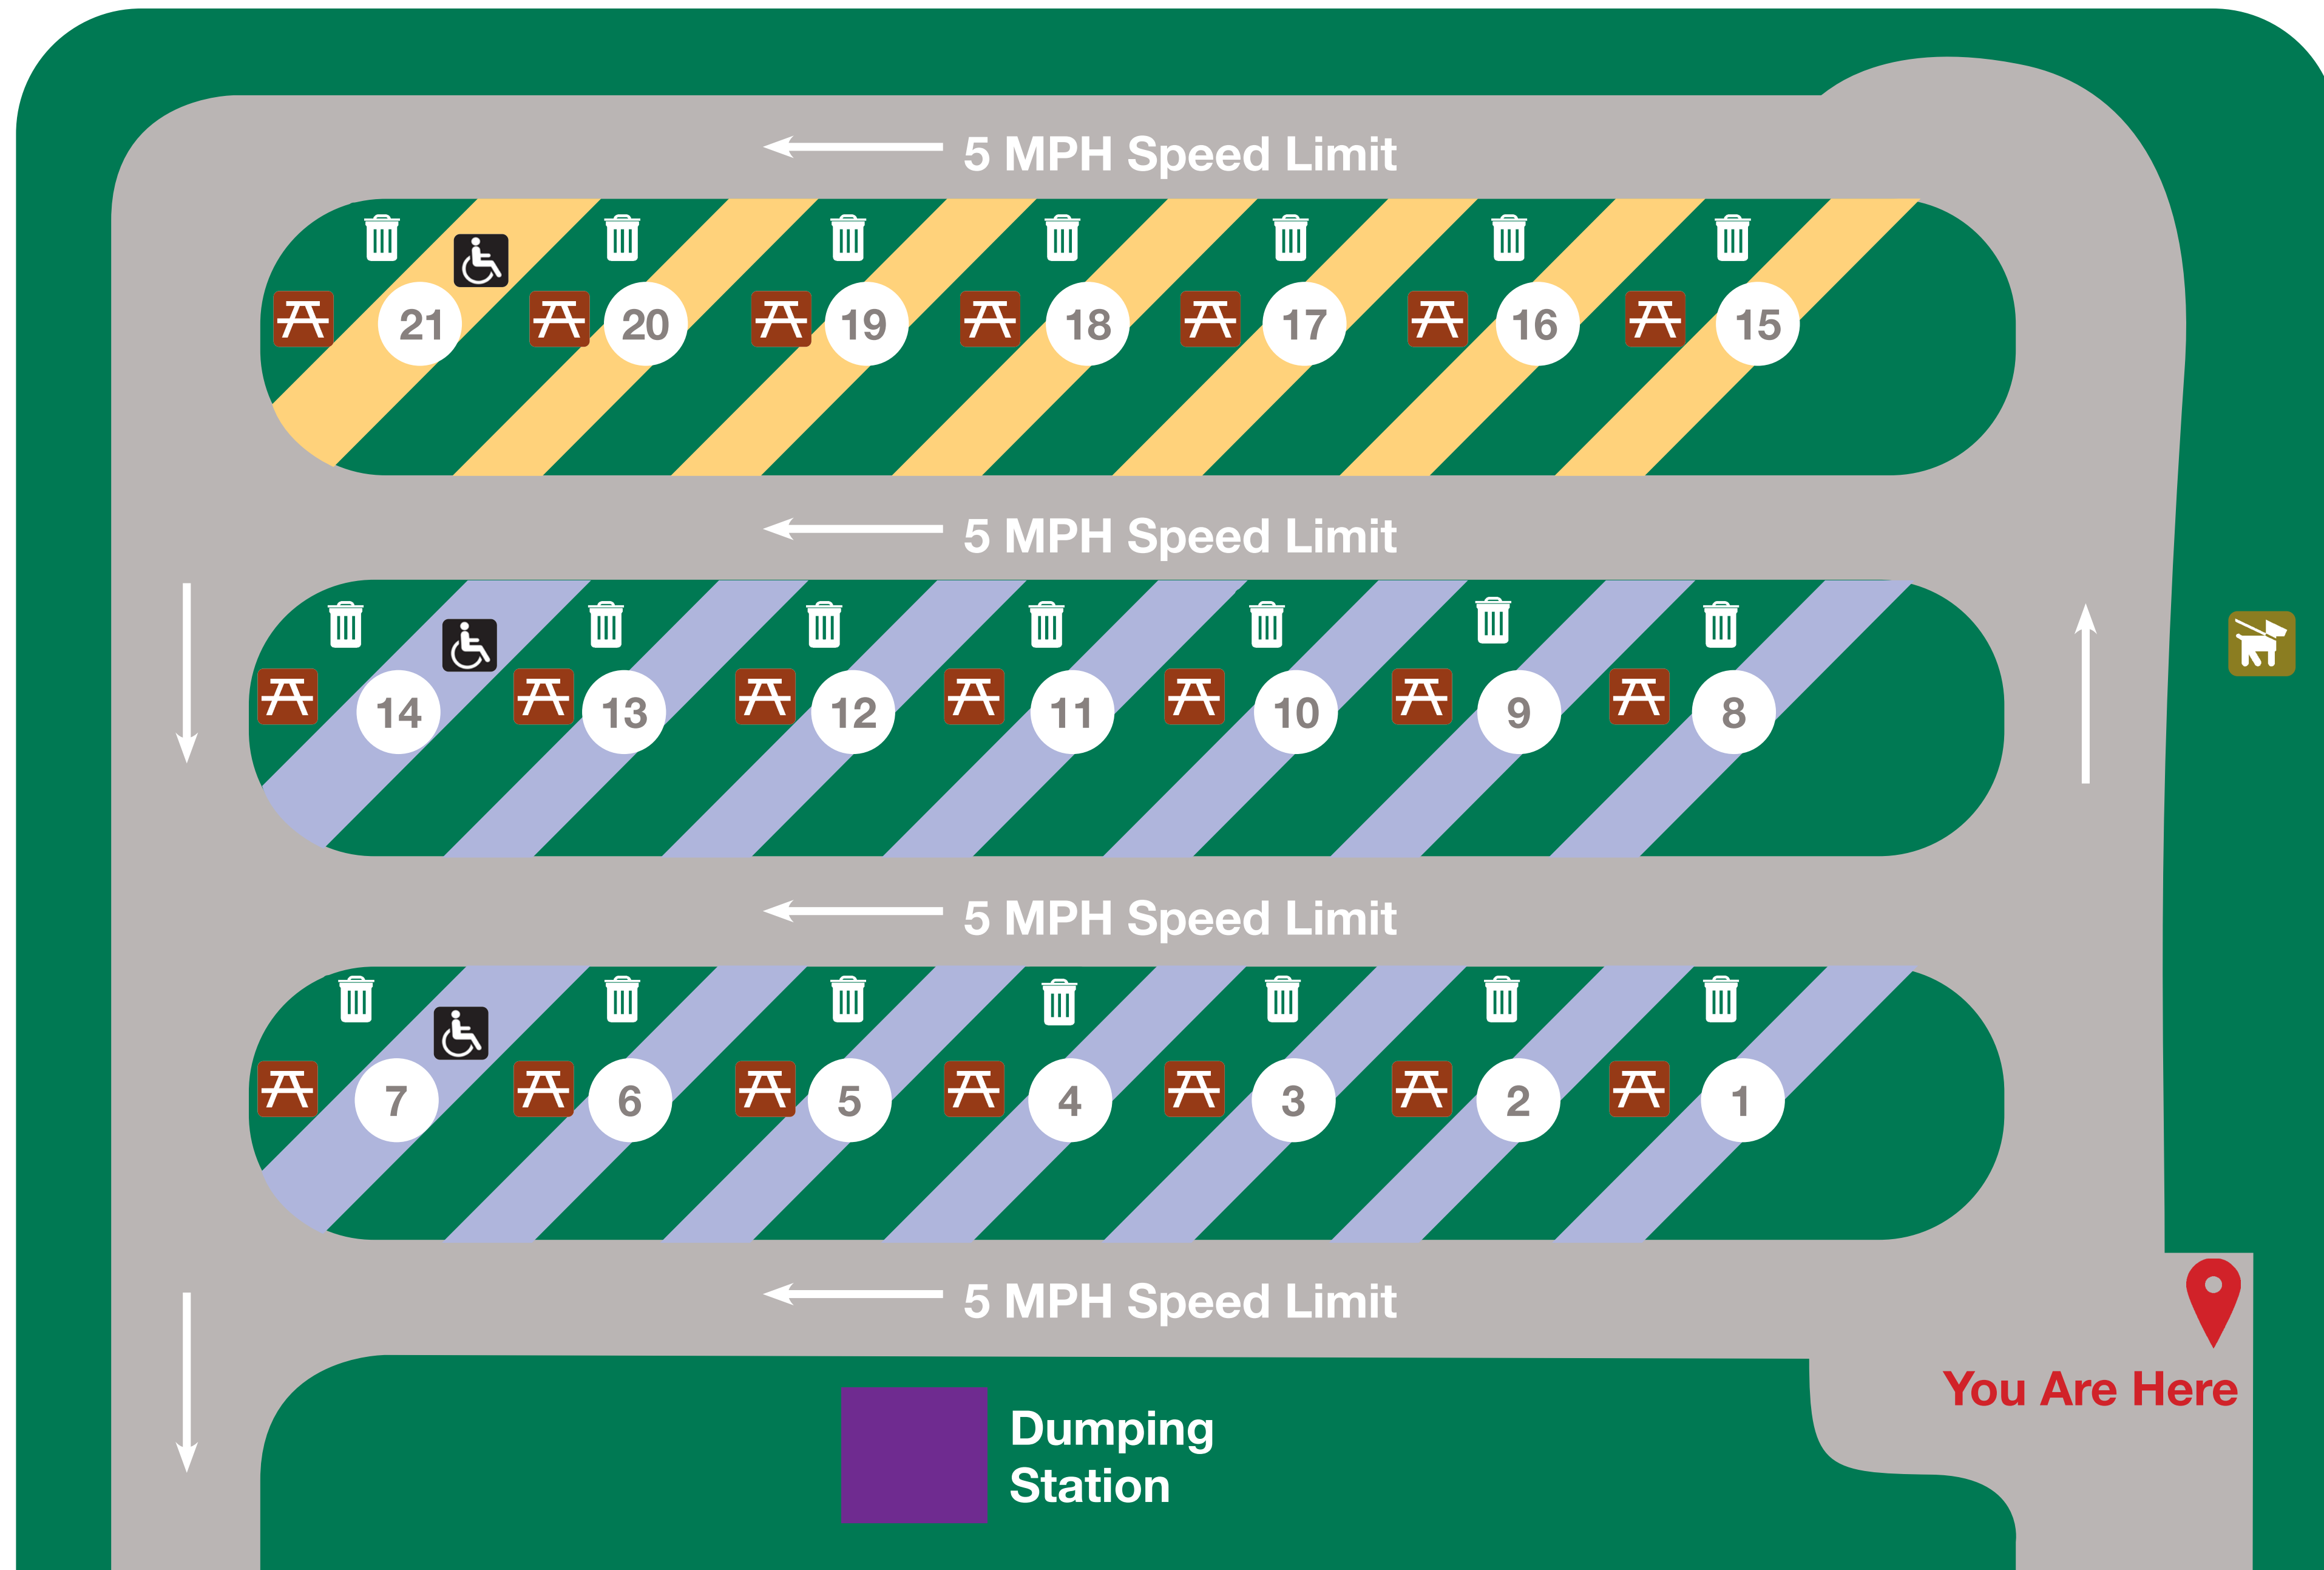 5 MPH Speed Limit
21 20 19 18 17 16 15
5 MPH Speed Limit
14 13 12 11 10 9 8
5 MPH Speed Limit
7 6 5 4 3 2 1
5 MPH Speed Limit
You Are Here
Dumping
Station